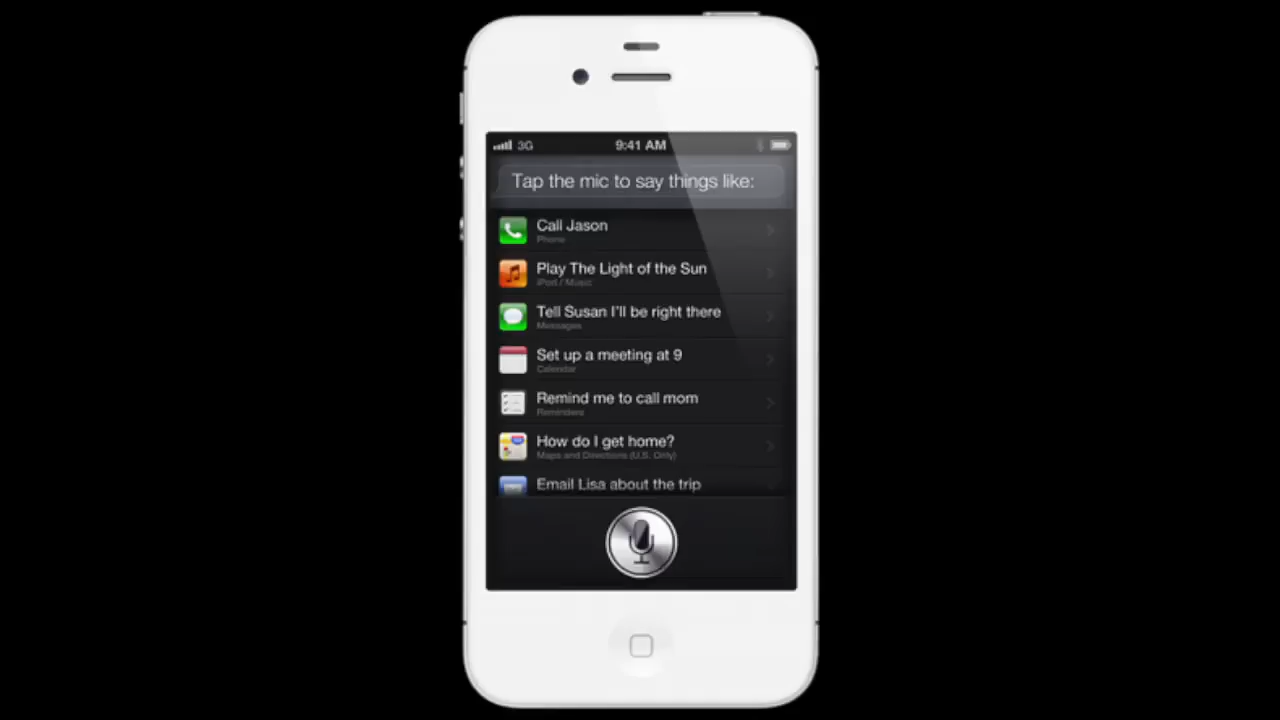 3G 9:41 AM
Tap the mic to say things like:
Call Jason
Phone
Play The Light of the Sun
iPod / Music
Tell Susan I'll be right there
Messages
Set up a meeting at 9
Calendar
Remind me to call mom
Reminders
How do I get home?
Maps and Directions (U.S. Only)
Email Lisa about the trip